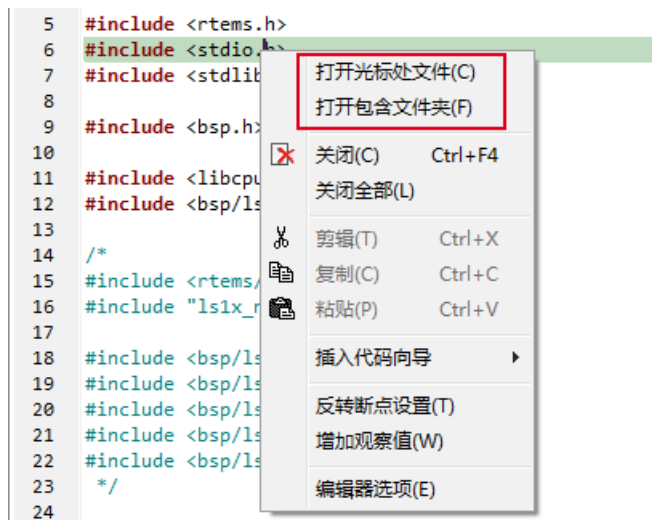 5 #include <rtems.h>
6 #include <stdio.h>
7 #include <stdlib
8
9 #include <bsp.h>
10
11 #include <libcpu
12 #include <bsp/ls
13
14 /*
15 #include <rtems/
16 #include "ls1x_
17
18 #include <bsp/ls
19 #include <bsp/ls
20 #include <bsp/ls
21 #include <bsp/ls
22 #include <bsp/ls
23 */
24
打开光标处文件(C)
打开包含文件夹(F)
关闭(C) Ctrl+F4
关闭全部(L)
剪辑(T) Ctrl+X
复制(C) Ctrl+C
粘贴(P) Ctrl+V
插入代码向导
反转断点设置(T)
增加观察值(W)
编辑器选项(E)